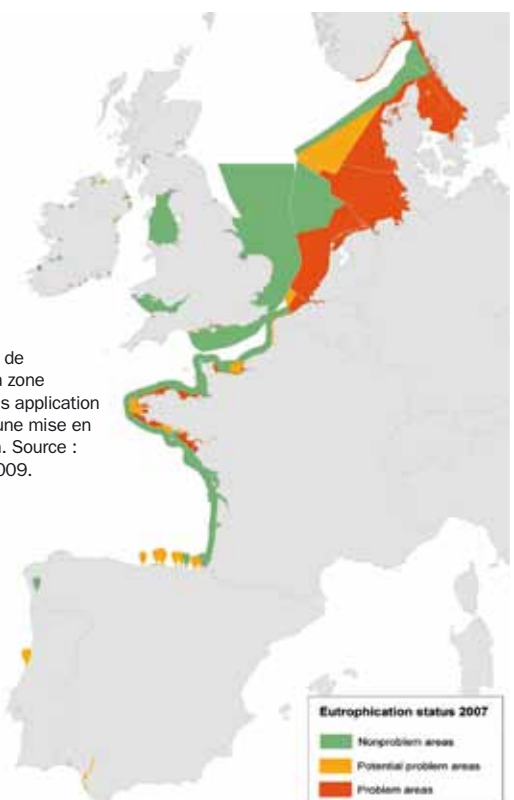 de
zone
s application
une mise en
. Source :
009.
Eutrophication status 2007
Nonproblem areas
Potential problem areas
Problem areas